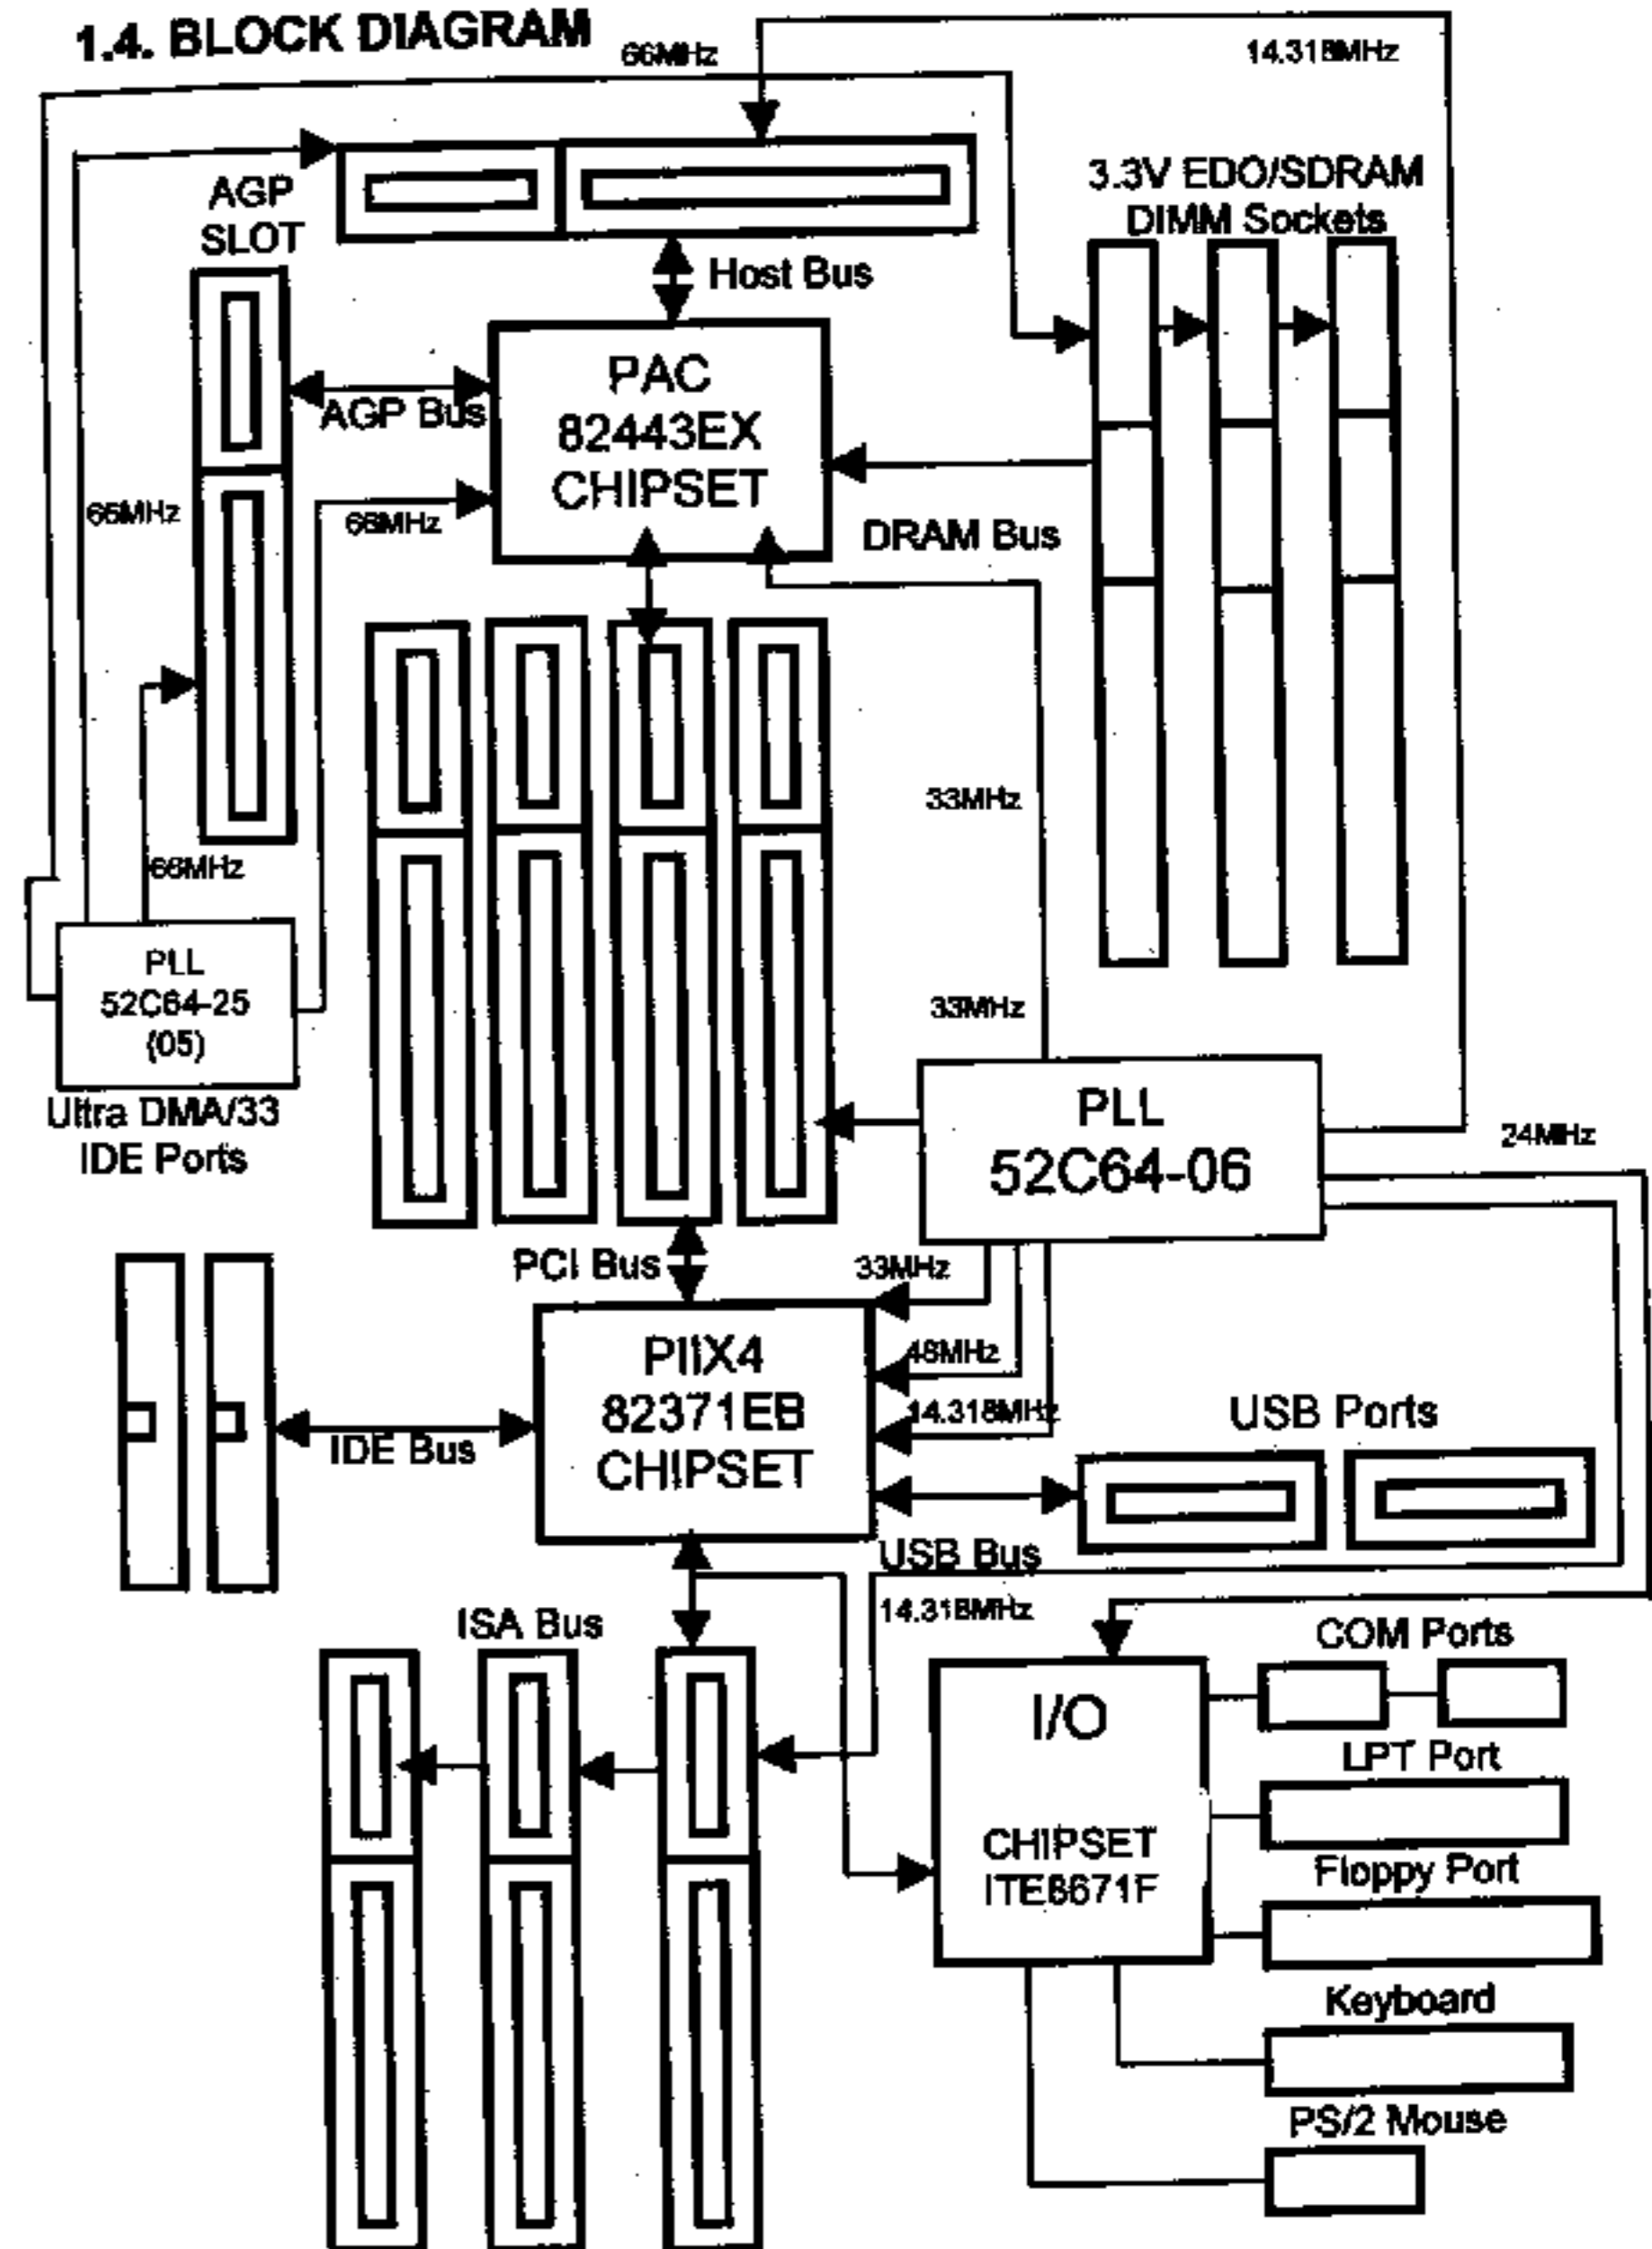 1.4. BLOCK DIAGRAM
66MHz
14.318MHz
AGP
SLOT
3.3V EDO/SDRAM
DIMM Sockets
Host Bus
PAC
82443EX
CHIPSET
AGP Bus
66MHz
66MHz
DRAM Bus
33MHz
66MHz
PLL
52C64-25
(05)
33MHz
Ultra DMA/33
IDE Ports
PLL
52C64-06
24MHz
PCI Bus
33MHz
PIIX4
82371EB
CHIPSET
48MHz
14.318MHz
USB Ports
IDE Bus
USB Bus
14.318MHz
ISA Bus
COM Ports
I/O
CHIPSET
ITE8671F
LPT Port
Floppy Port
Keyboard
PS/2 Mouse